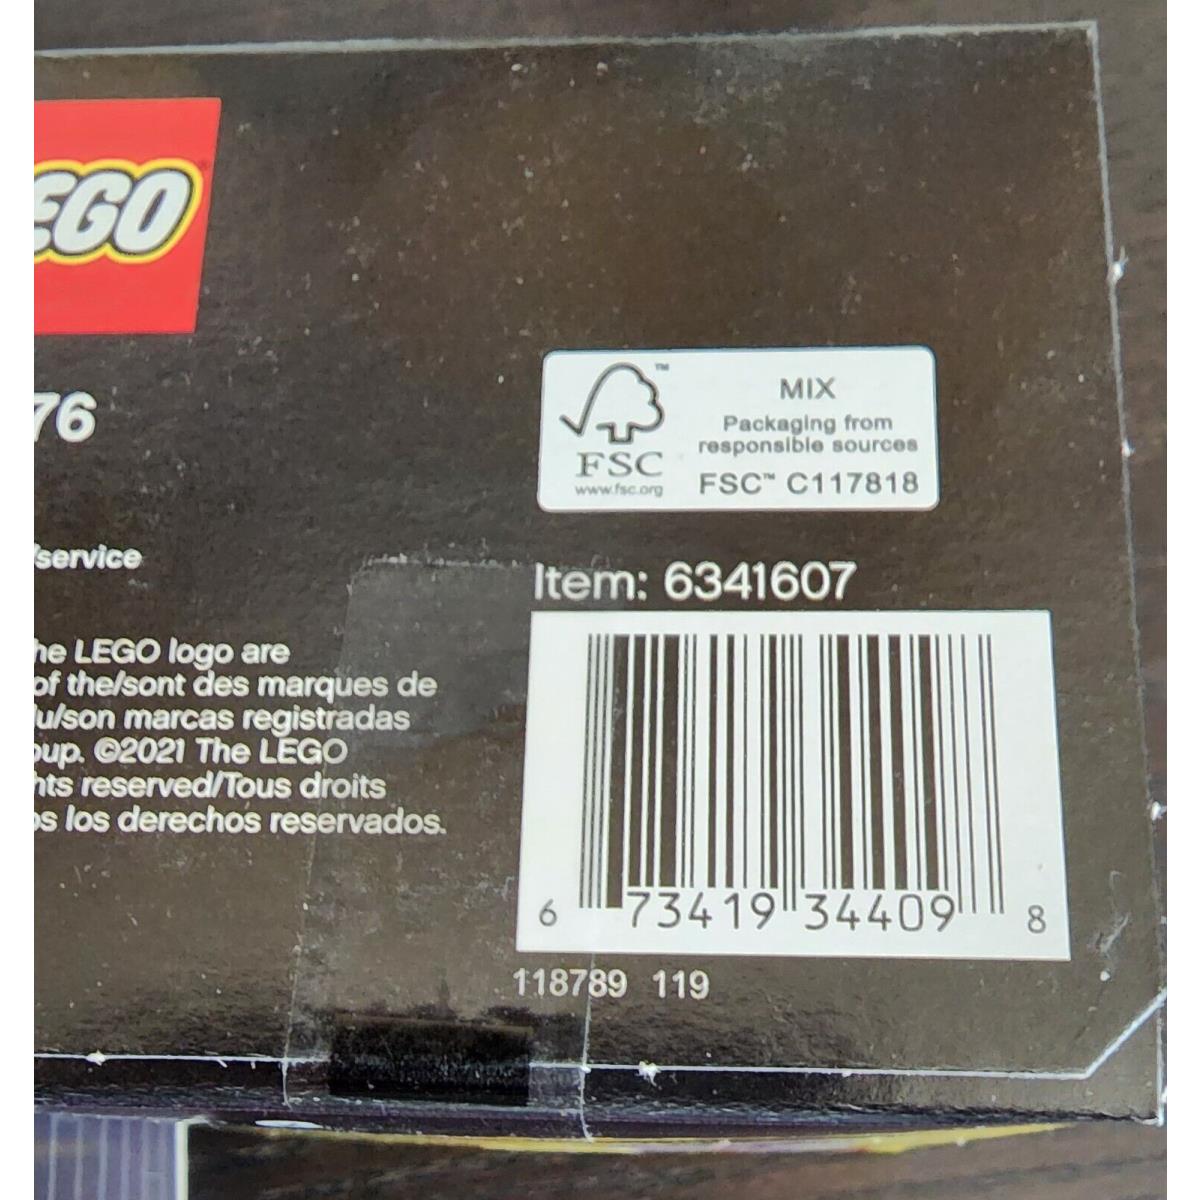 EGO
76
MIX
Packaging from
responsible sources
FSC™ C117818
™
FSC
www.fsc.org
/service
Item: 6341607
he LEGO logo are
of the/sont des marques de
lu/son marcas registradas
oup. ©2021 The LEGO
hts reserved/Tous droits
os los derechos reservados.
6 73419 34409 8
118789 119